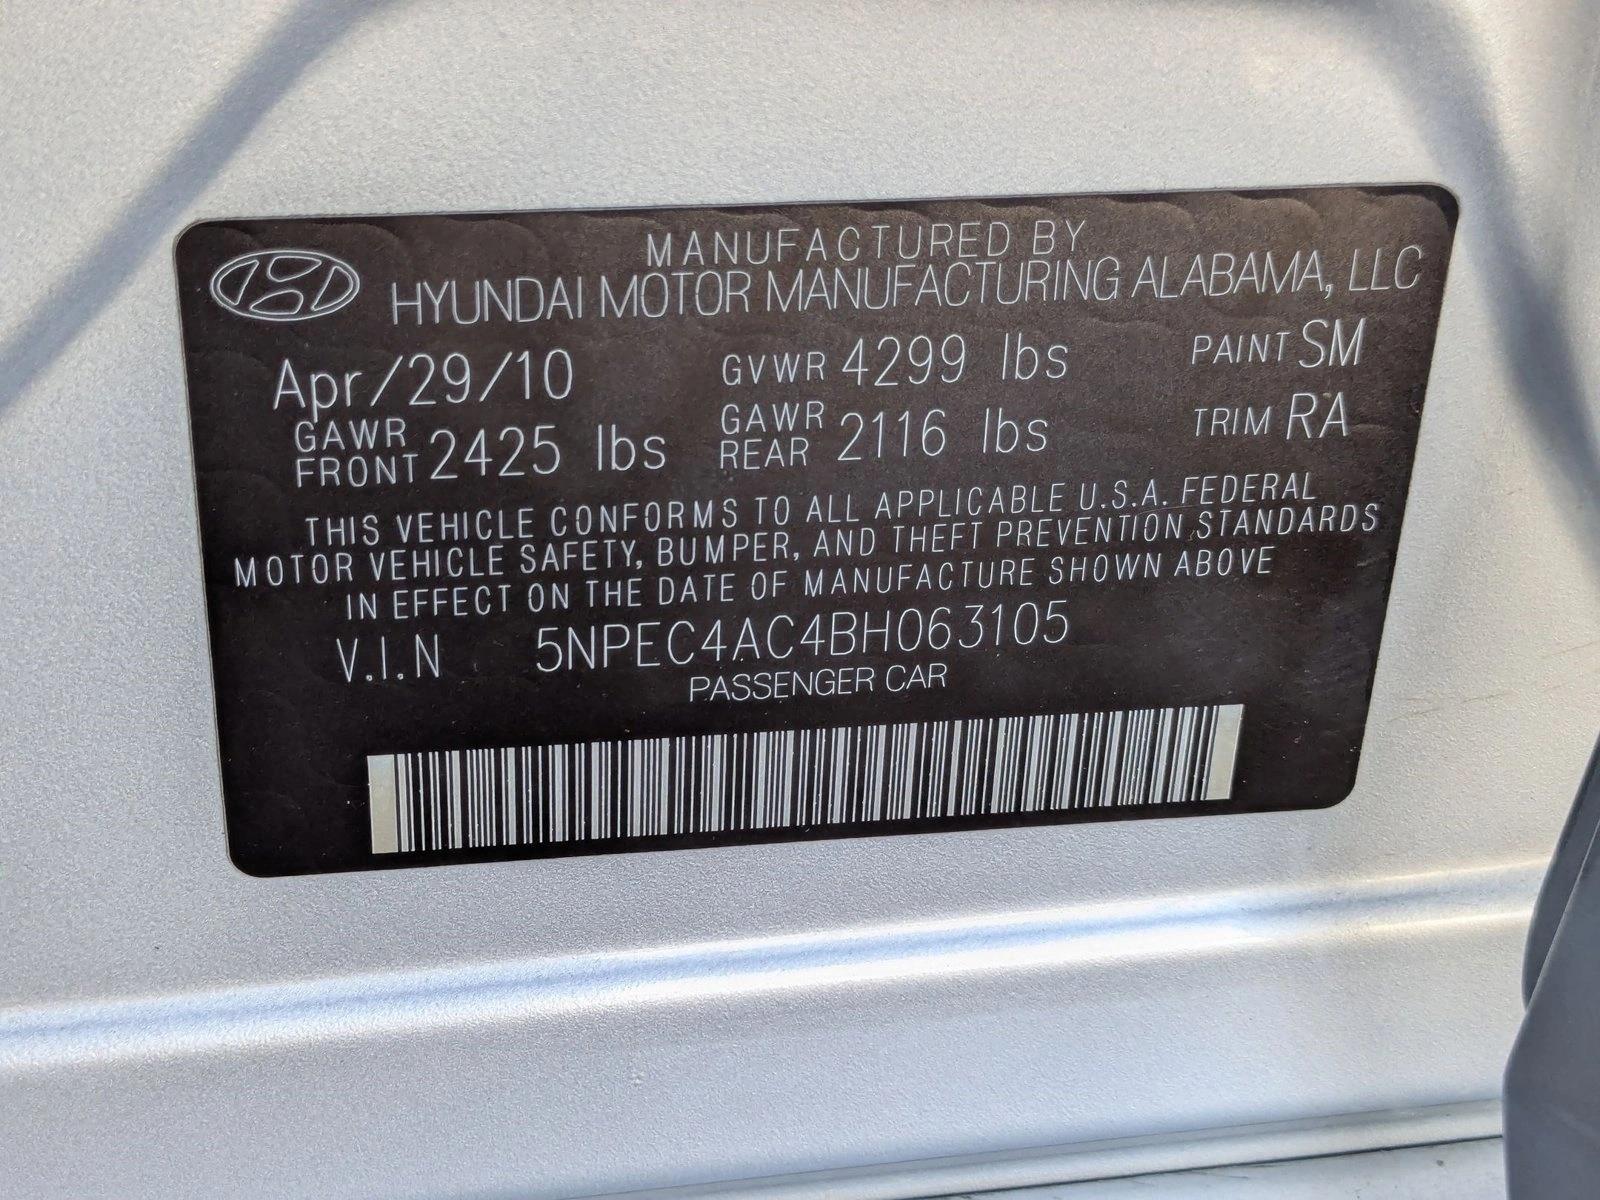 MANUFACTURED BY
HYUNDAI MOTOR MANUFACTURING ALABAMA, LLC
Apr/29/10 GVWR 4299 lbs PAINT SM
GAWR FRONT 2425 lbs GAWR REAR 2116 lbs TRIM RA
THIS VEHICLE CONFORMS TO ALL APPLICABLE U.S.A. FEDERAL
MOTOR VEHICLE SAFETY, BUMPER, AND THEFT PREVENTION STANDARDS
IN EFFECT ON THE DATE OF MANUFACTURE SHOWN ABOVE
V.I.N 5NPEC4AC4BH063105
PASSENGER CAR